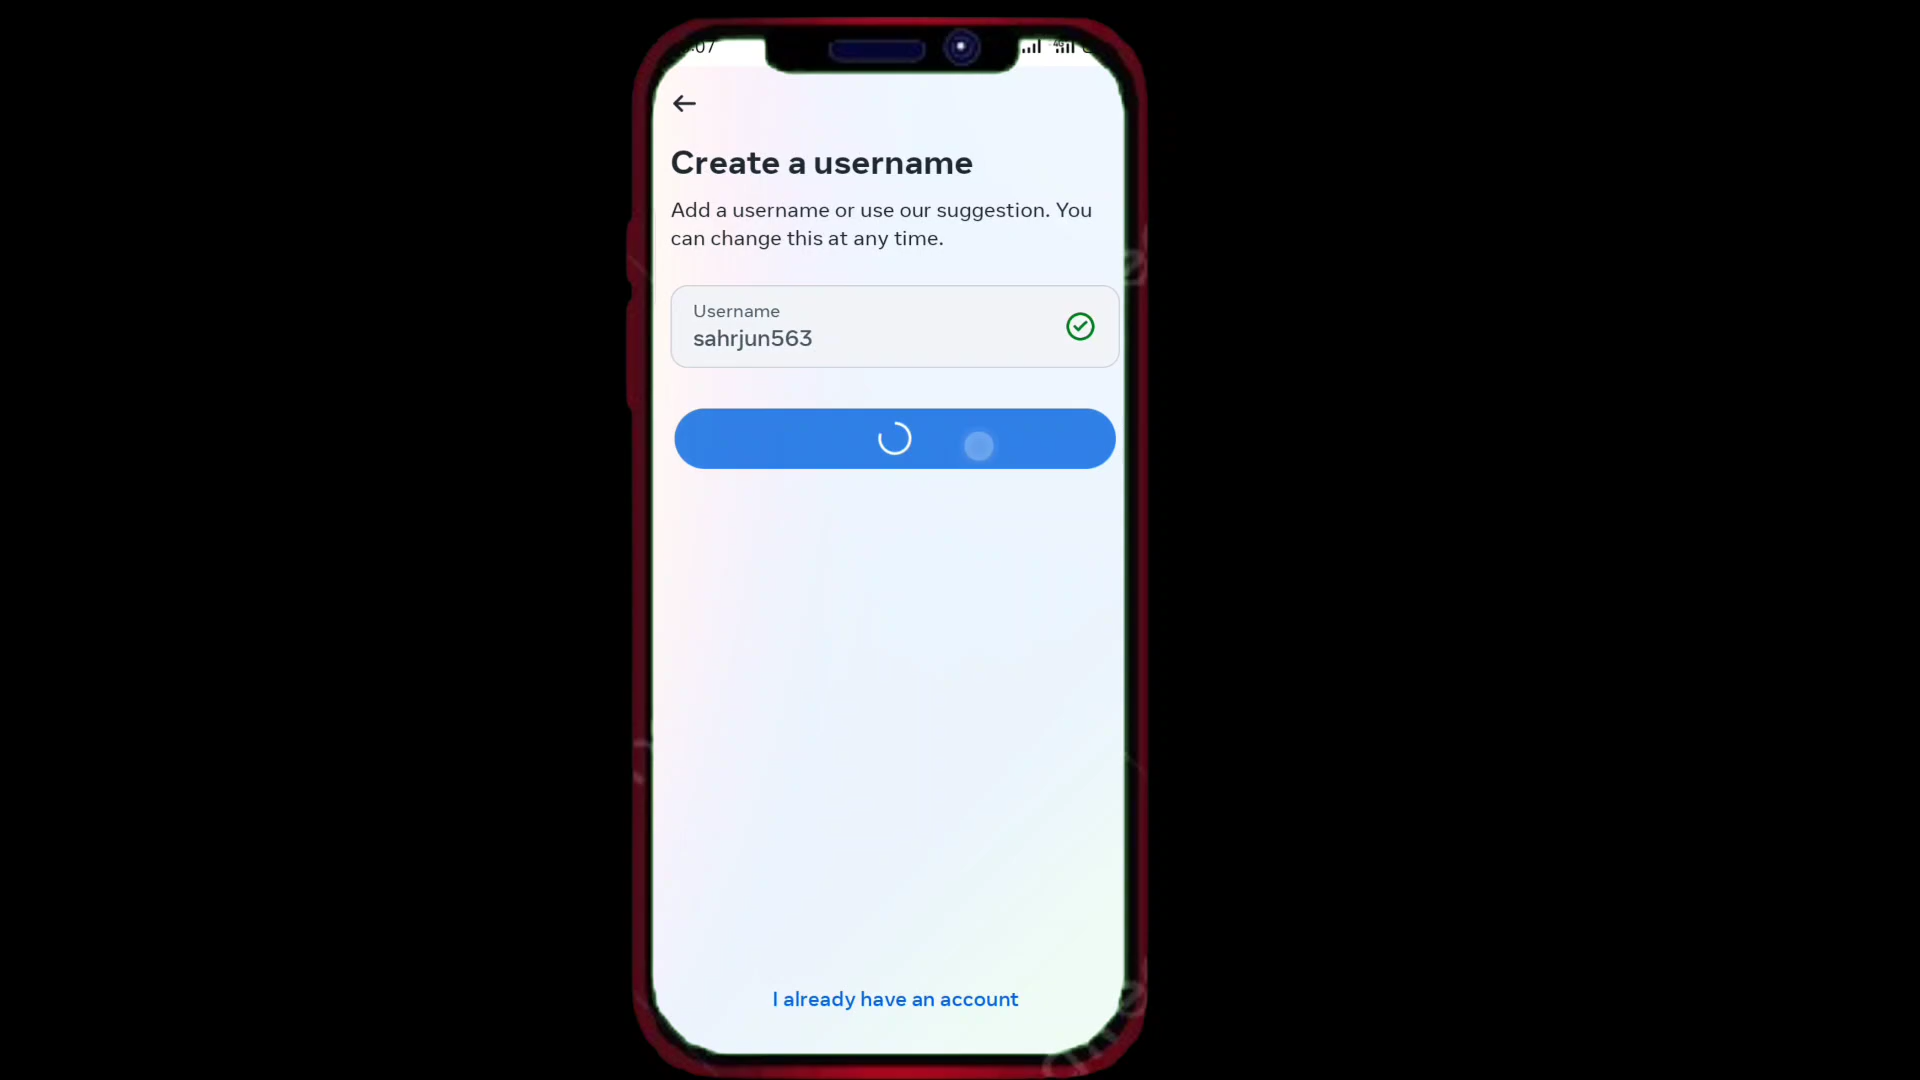 :07
Create a username
Add a username or use our suggestion. You
can change this at any time.
Username
sahrjun563
I already have an account